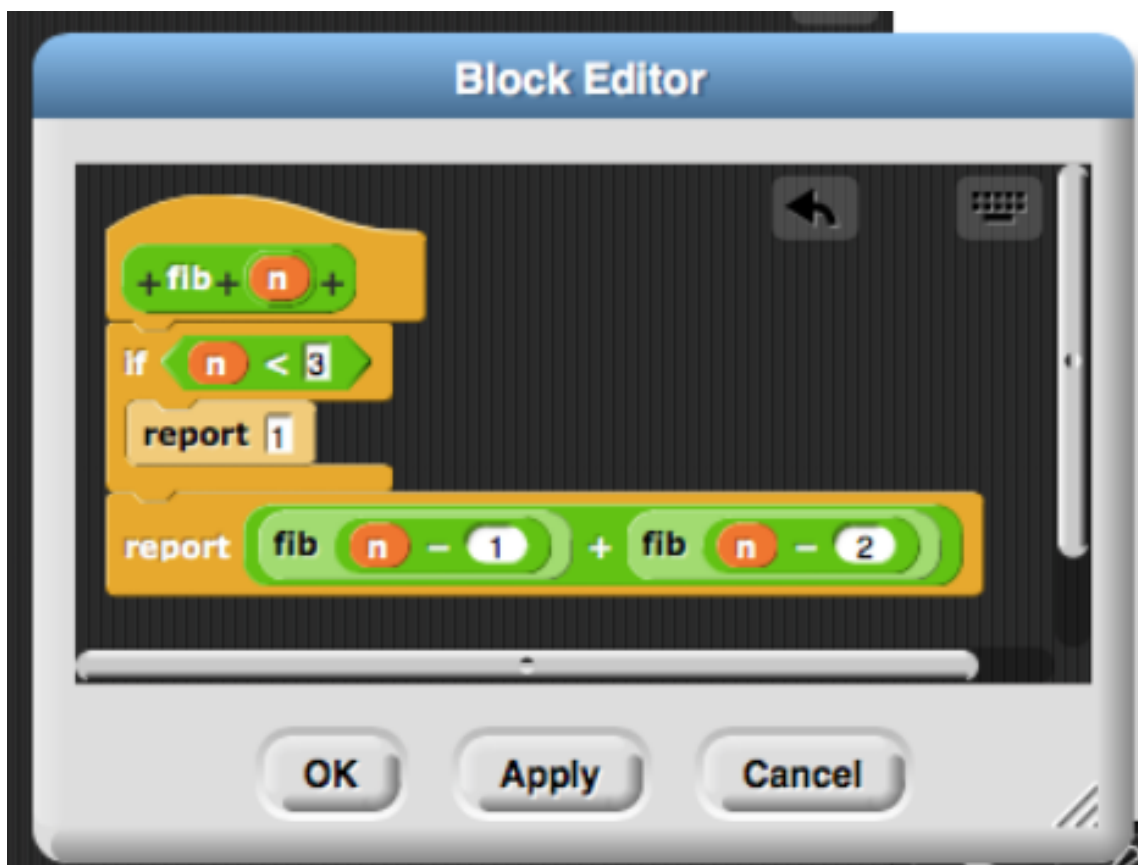 Block Editor
+ fib + n +
if n < 3
report 1
report fib n - 1 + fib n - 2
OK Apply Cancel